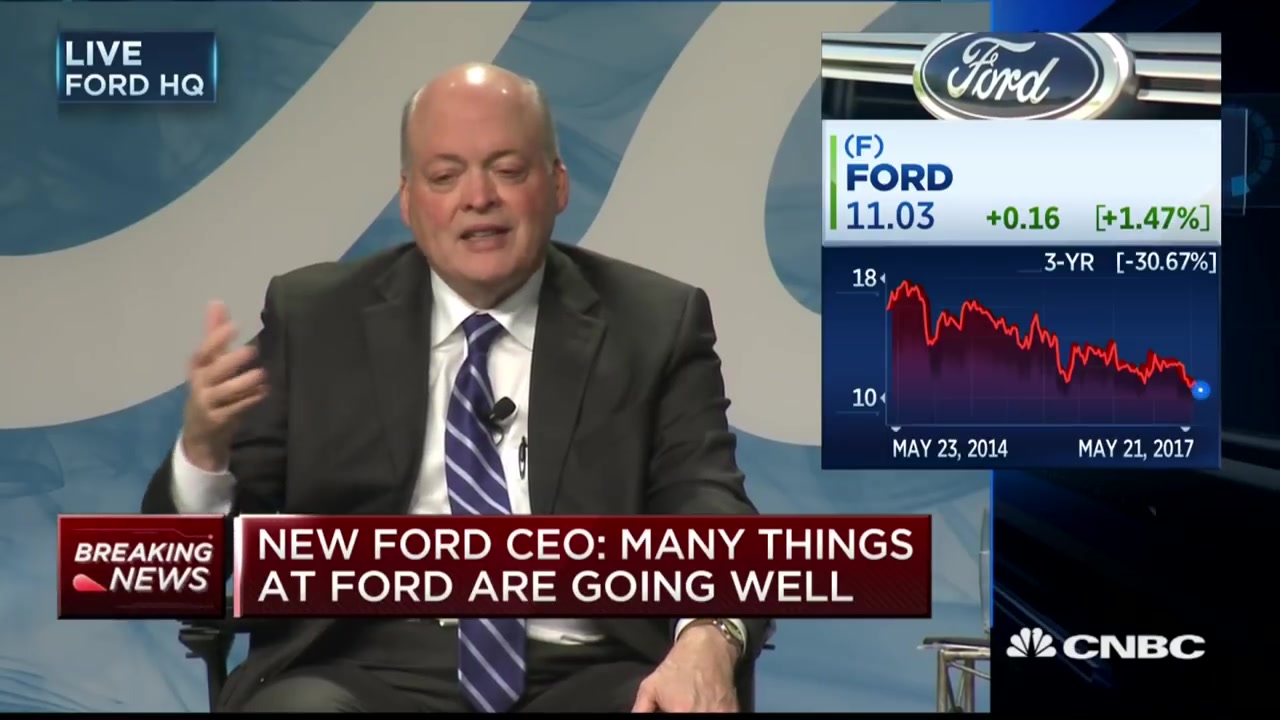 LIVE
FORD HQ
Ford
(F)
FORD
11.03 +0.16 [+1.47%]
3-YR [-30.67%]
18
10
MAY 23, 2014 MAY 21, 2017
BREAKING
NEWS
NEW FORD CEO: MANY THINGS
AT FORD ARE GOING WELL
CNBC